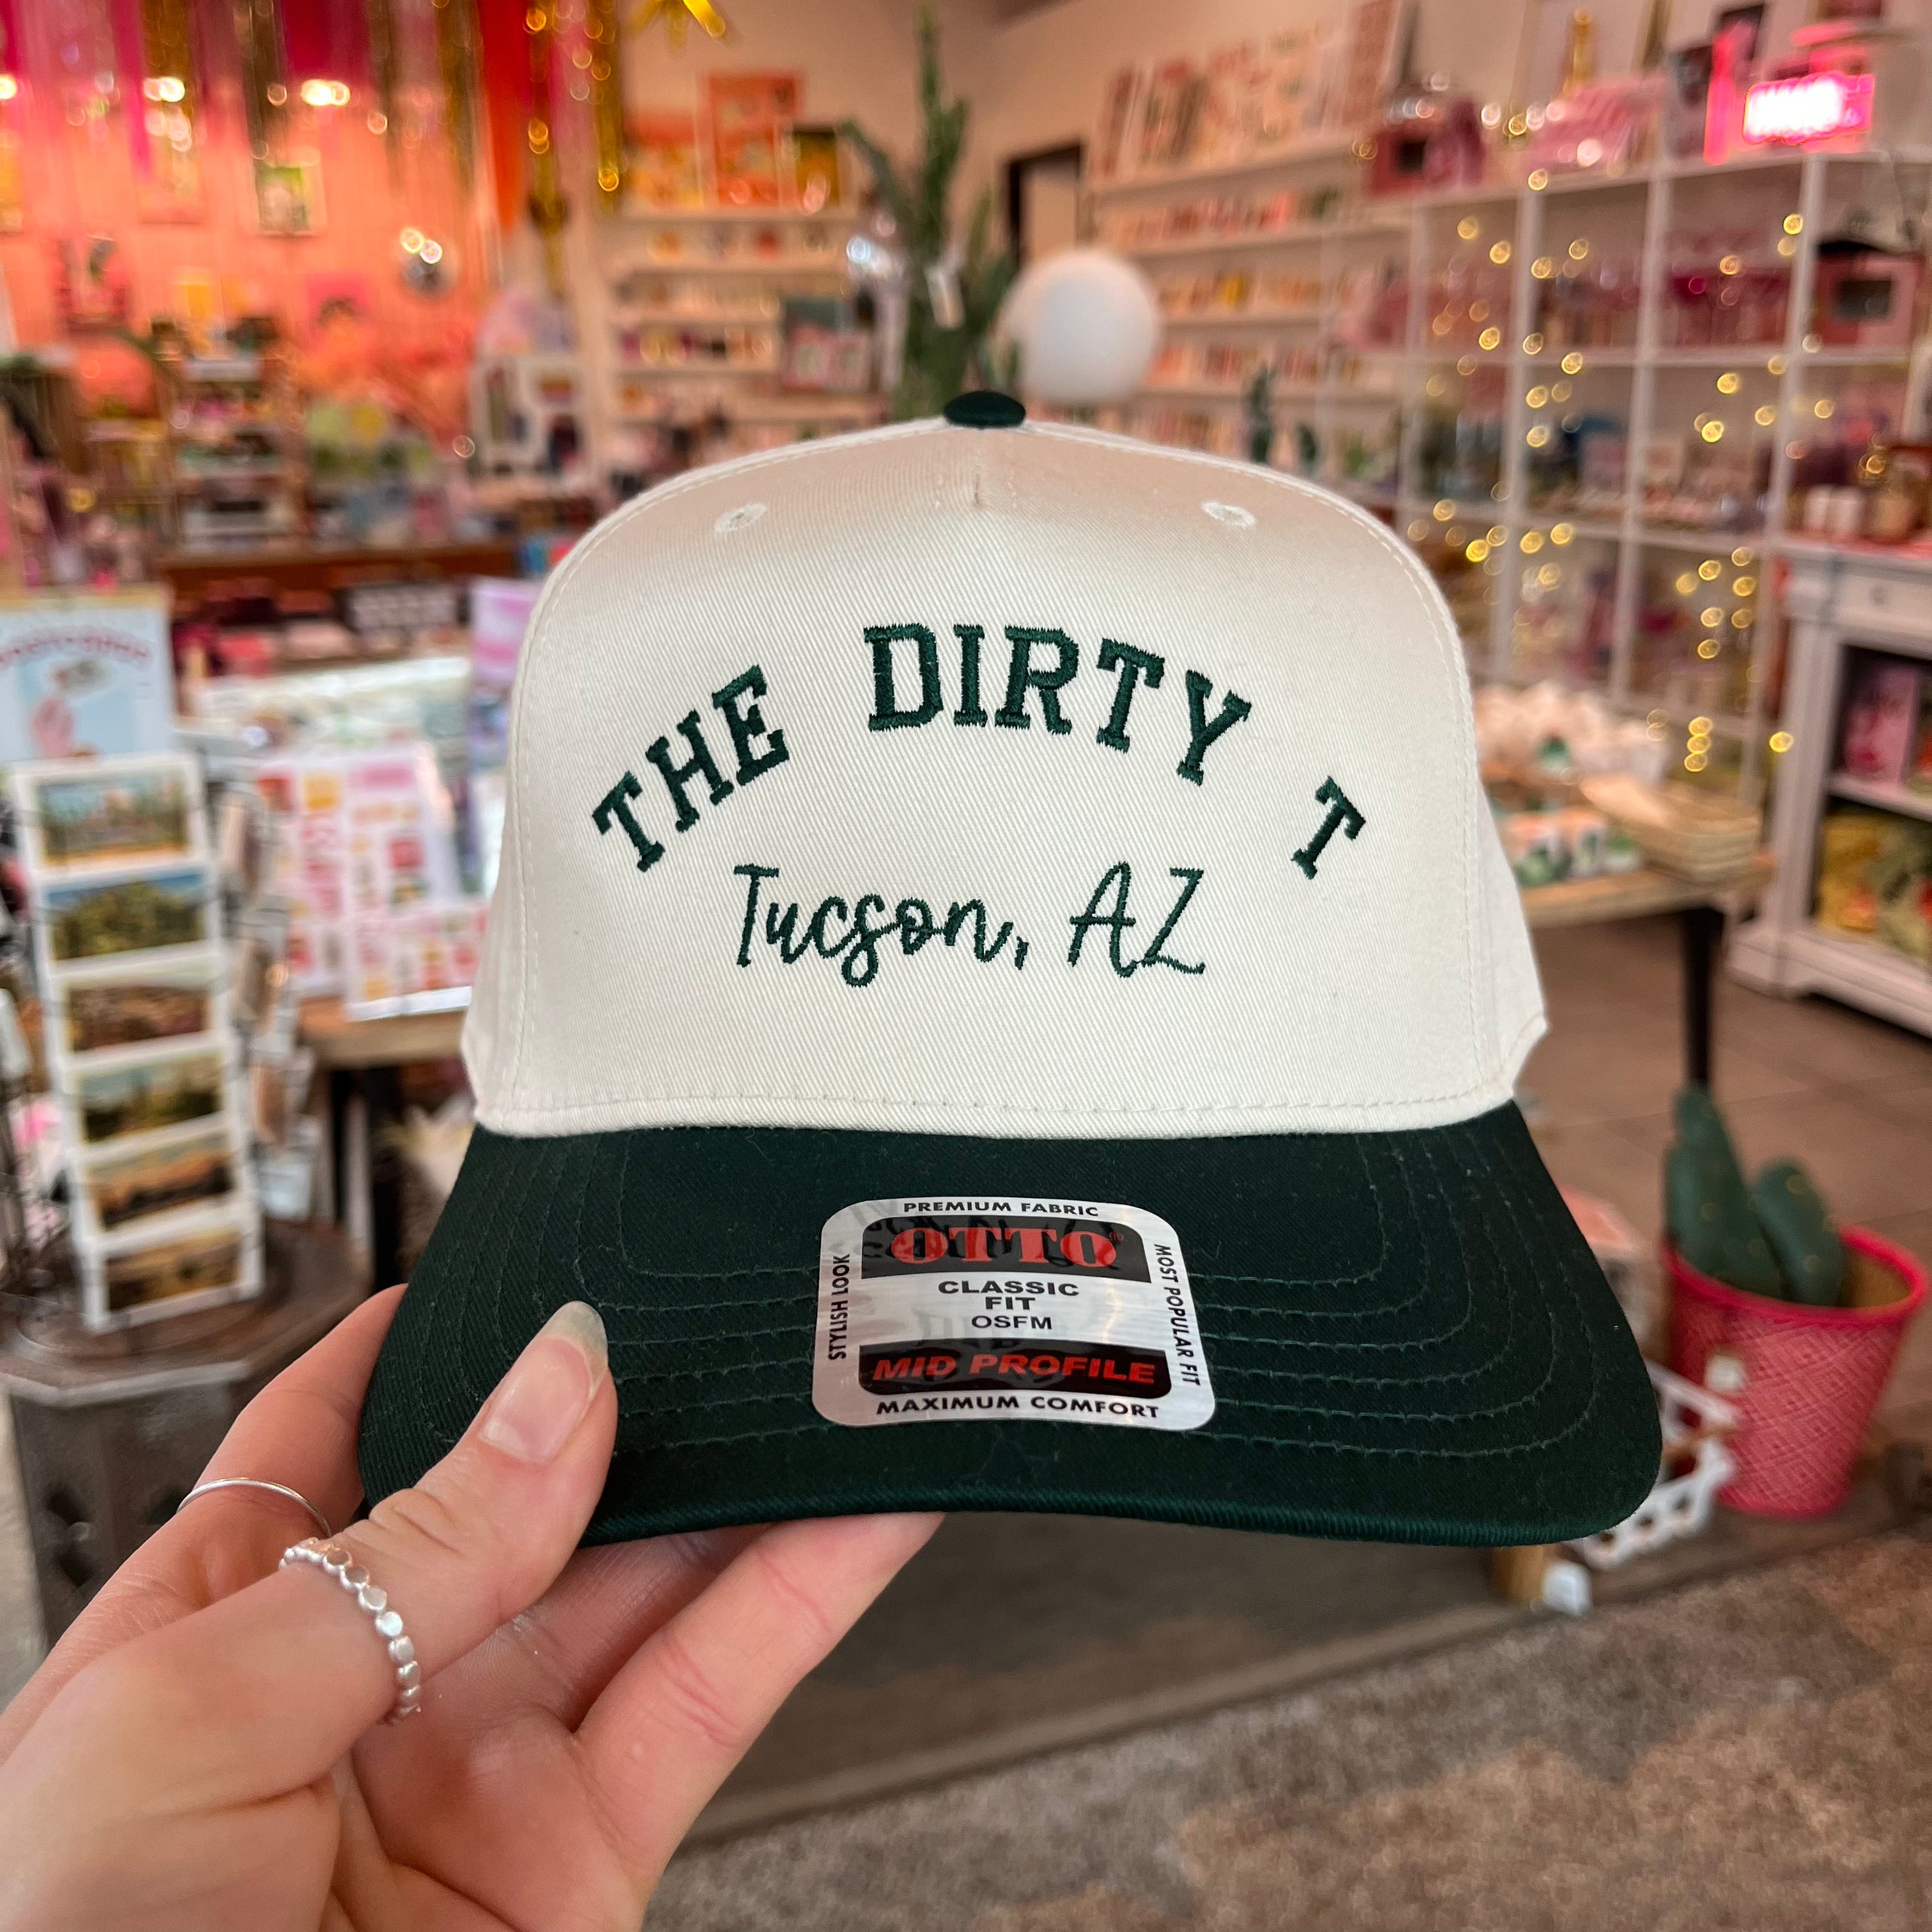 THE DIRTY T
Tucson, AZ
PREMIUM FABRIC
OTTO®
STYLISH LOOK
CLASSIC
FIT
OSFM
MOST POPULAR FIT
MID PROFILE
MAXIMUM COMFORT